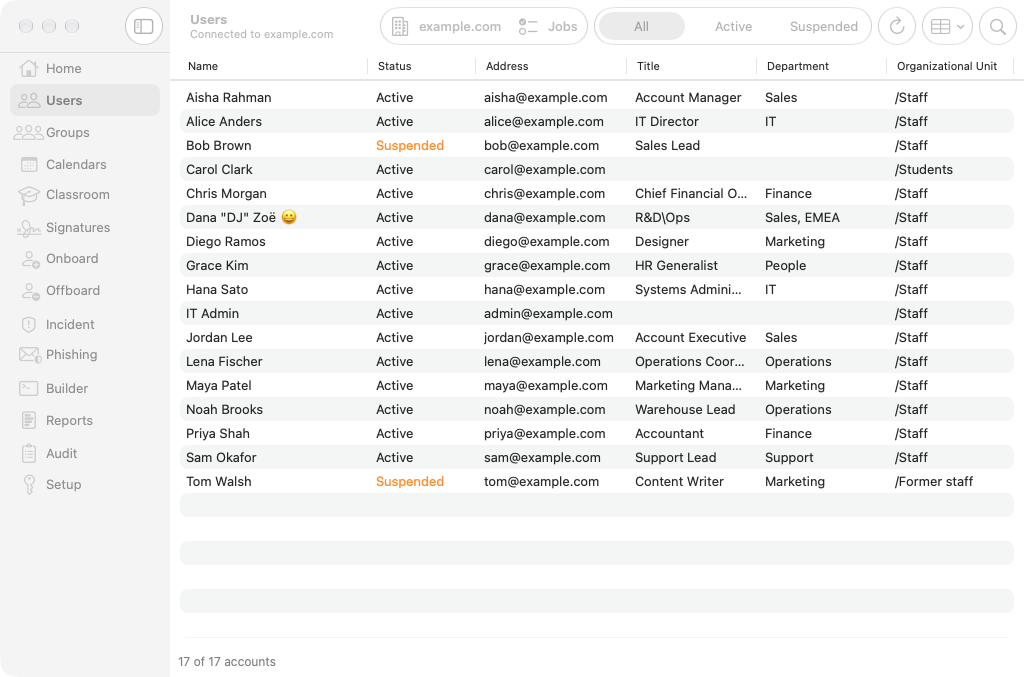 Users
Connected to example.com
example.com Jobs All Active Suspended
Home
Users
Groups
Calendars
Classroom
Signatures
Onboard
Offboard
Incident
Phishing
Builder
Reports
Audit
Setup
Name Status Address Title Department Organizational Unit
Aisha Rahman Active aisha@example.com Account Manager Sales /Staff
Alice Anders Active alice@example.com IT Director IT /Staff
Bob Brown Suspended bob@example.com Sales Lead /Staff
Carol Clark Active carol@example.com /Students
Chris Morgan Active chris@example.com Chief Financial O... Finance /Staff
Dana "DJ" Zoë 😀 Active dana@example.com R&D\Ops Sales, EMEA /Staff
Diego Ramos Active diego@example.com Designer Marketing /Staff
Grace Kim Active grace@example.com HR Generalist People /Staff
Hana Sato Active hana@example.com Systems Admini... IT /Staff
IT Admin Active admin@example.com /Staff
Jordan Lee Active jordan@example.com Account Executive Sales /Staff
Lena Fischer Active lena@example.com Operations Coor... Operations /Staff
Maya Patel Active maya@example.com Marketing Mana... Marketing /Staff
Noah Brooks Active noah@example.com Warehouse Lead Operations /Staff
Priya Shah Active priya@example.com Accountant Finance /Staff
Sam Okafor Active sam@example.com Support Lead Support /Staff
Tom Walsh Suspended tom@example.com Content Writer Marketing /Former staff
17 of 17 accounts